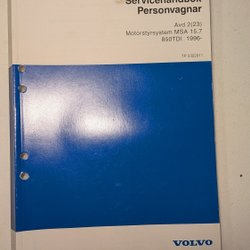 Servicehandbok
Personvagnar
Avd 2(23)
Motorstyrsystem MSA 15.7
850TDI 1996-
VOLVO